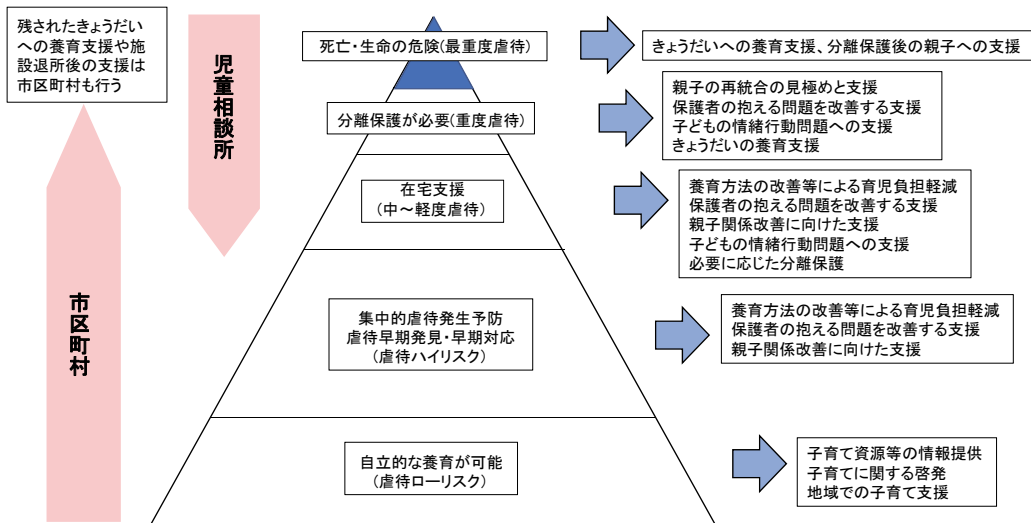 残されたきょうだい
への養育支援や施
設退所後の支援は
市区町村も行う
児童相談所
市区町村
死亡・生命の危険(最重度虐待)
きょうだいへの養育支援、分離保護後の親子への支援
分離保護が必要(重度虐待)
親子の再統合の見極めと支援
保護者の抱える問題を改善する支援
子どもの情緒行動問題への支援
きょうだいの養育支援
在宅支援
(中～軽度虐待)
養育方法の改善等による育児負担軽減
保護者の抱える問題を改善する支援
親子関係改善に向けた支援
子どもの情緒行動問題への支援
必要に応じた分離保護
集中的虐待発生予防
虐待早期発見・早期対応
(虐待ハイリスク)
養育方法の改善等による育児負担軽減
保護者の抱える問題を改善する支援
親子関係改善に向けた支援
自立的な養育が可能
(虐待ローリスク)
子育て資源等の情報提供
子育てに関する啓発
地域での子育て支援